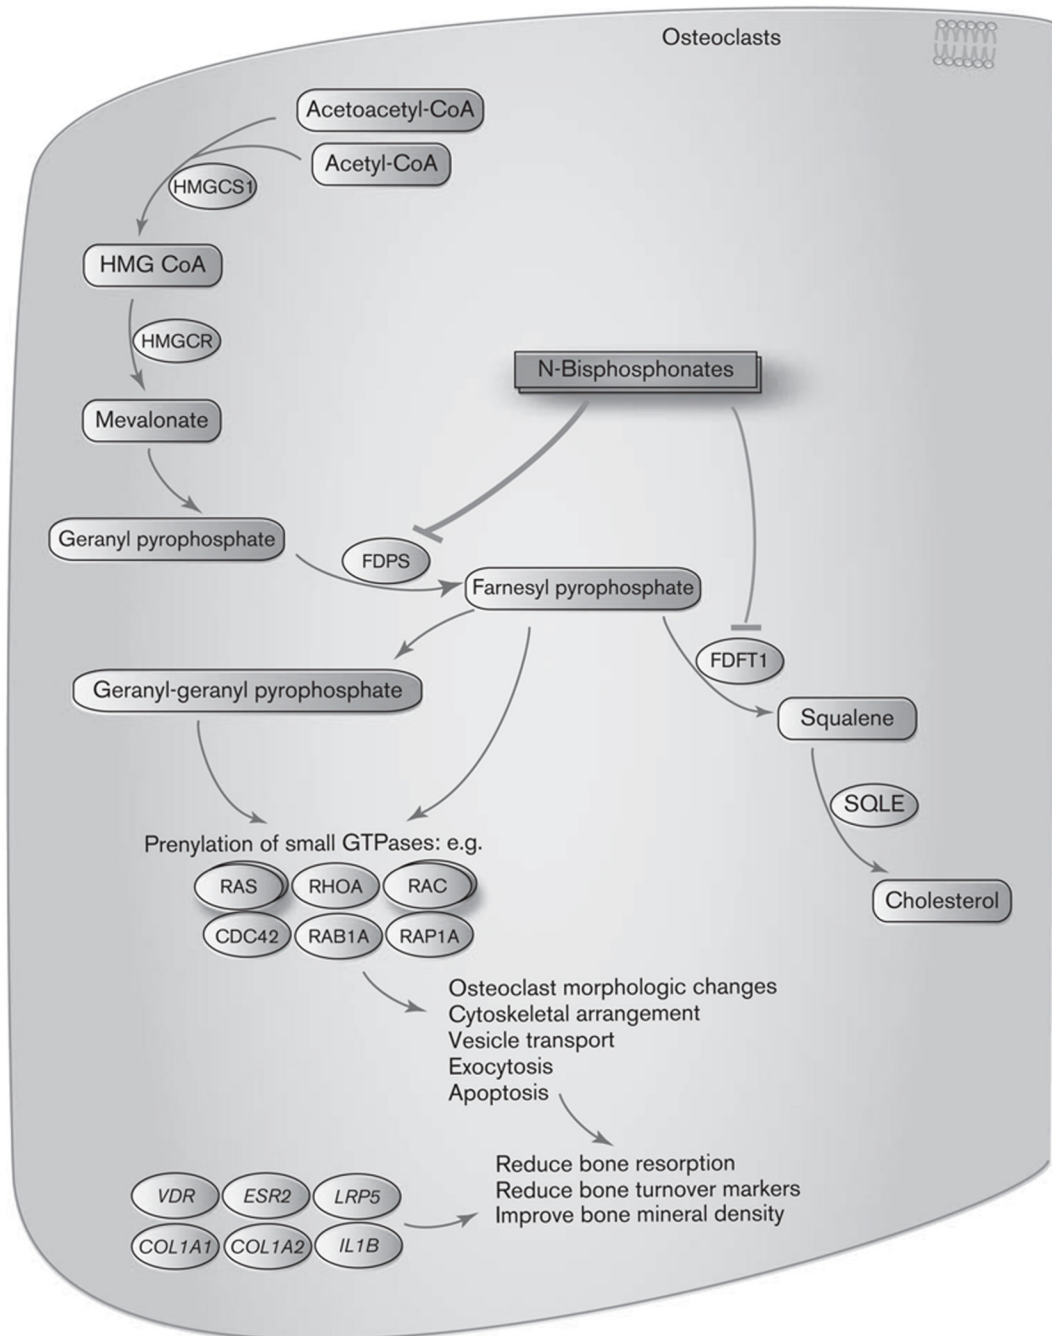 Osteoclasts
Acetoacetyl-CoA
Acetyl-CoA
HMGCS1
HMG CoA
HMGCR
N-Bisphosphonates
Mevalonate
Geranyl pyrophosphate
FDPS
Farnesyl pyrophosphate
FDFT1
Geranyl-geranyl pyrophosphate
Squalene
SQLE
Prenylation of small GTPases: e.g.
RAS RHOA RAC
Cholesterol
CDC42 RAB1A RAP1A
Osteoclast morphologic changes
Cytoskeletal arrangement
Vesicle transport
Exocytosis
Apoptosis
Reduce bone resorption
Reduce bone turnover markers
Improve bone mineral density
VDR ESR2 LRP5
COL1A1 COL1A2 IL1B